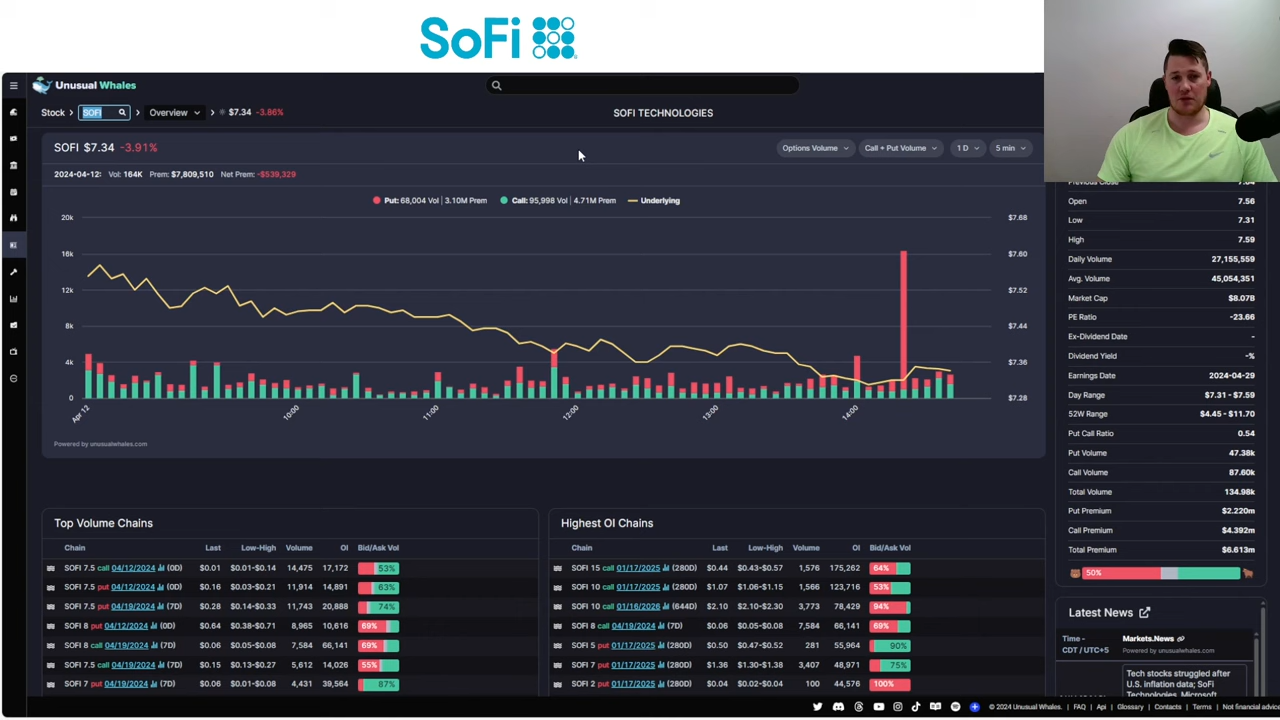 SoFi
Unusual Whales
Stock > SOFI > Overview > $7.34 -3.86%
SOFI TECHNOLOGIES
SOFI $7.34 -3.91%
Options Volume
Call + Put Volume
1 D
5 min
2024-04-12: Vol: 164K Prem: $7,809,510 Net Prem: -$539,329
Put: 68,004 Vol | 3.10M Prem
Call: 95,998 Vol | 4.71M Prem
Underlying
20k
16k
12k
8k
4k
0
$7.68
$7.60
$7.52
$7.44
$7.36
$7.28
Apr 12
10:00
11:00
12:00
13:00
14:00
Powered by unusualwhales.com
Open 7.56
Low 7.31
High 7.59
Daily Volume 27,155,559
Avg. Volume 45,054,351
Market Cap $8.07B
PE Ratio -23.66
Ex-Dividend Date -
Dividend Yield -%
Earnings Date 2024-04-29
Day Range $7.31 - $7.59
52W Range $4.45 - $11.70
Put Call Ratio 0.54
Put Volume 47.38k
Call Volume 87.60k
Total Volume 134.98k
Put Premium $2.220m
Call Premium $4.392m
Total Premium $6.613m
50%
Top Volume Chains
Chain Last Low-High Volume OI Bid/Ask Vol
SOFI 7.5 call 04/12/2024 (0D) $0.01 $0.01-$0.14 14,475 17,172 53%
SOFI 7.5 put 04/12/2024 (0D) $0.16 $0.03-$0.21 11,914 14,891 63%
SOFI 7.5 put 04/19/2024 (7D) $0.28 $0.14-$0.33 11,743 20,888 74%
SOFI 8 put 04/12/2024 (0D) $0.64 $0.38-$0.71 8,965 10,616 69%
SOFI 8 call 04/19/2024 (7D) $0.06 $0.05-$0.08 7,584 66,141 69%
SOFI 7.5 call 04/19/2024 (7D) $0.15 $0.13-$0.27 5,612 14,026 55%
SOFI 7 put 04/19/2024 (7D) $0.06 $0.01-$0.08 4,431 39,564 87%
Highest OI Chains
Chain Last Low-High Volume OI Bid/Ask Vol
SOFI 15 call 01/17/2025 (280D) $0.44 $0.43-$0.57 1,576 175,262 64%
SOFI 10 call 01/17/2025 (280D) $1.07 $1.06-$1.15 1,566 123,716 53%
SOFI 10 call 01/16/2026 (644D) $2.10 $2.10-$2.30 3,773 78,429 94%
SOFI 8 call 04/19/2024 (7D) $0.06 $0.05-$0.08 7,584 66,141 69%
SOFI 5 put 01/17/2025 (280D) $0.50 $0.47-$0.52 281 55,964 90%
SOFI 7 put 01/17/2025 (280D) $1.36 $1.30-$1.38 3,407 48,971 75%
SOFI 2 put 01/17/2025 (280D) $0.04 $0.02-$0.04 100 44,576 100%
Latest News
Time -
CDT / UTC+5
Markets.News
Powered by unusualwhales.com
Tech stocks struggled after
U.S. inflation data; SoFi
Technologies, Microsoft
© 2024 Unusual Whales. | FAQ | Api | Glossary | Contacts | Terms | Not financial advice